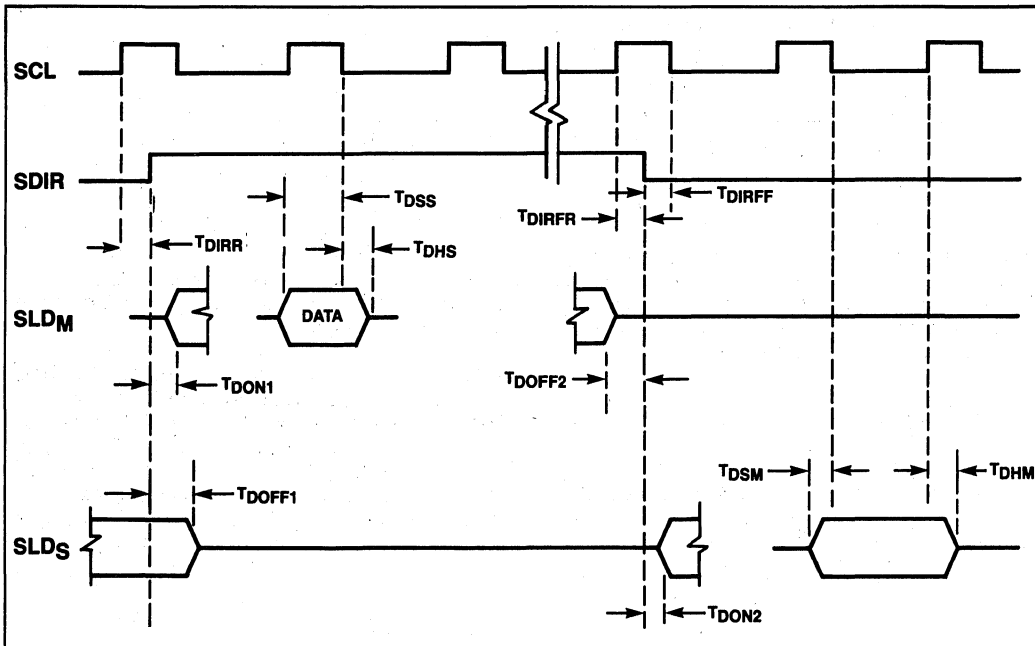 SCL
SDIR
TDSS
TDIRFF
TDIRFR
TDIRR
TDHS
SLDM
DATA
TDON1
TDOFF2
TDSM
TDHM
TDOFF1
SLDS
TDON2